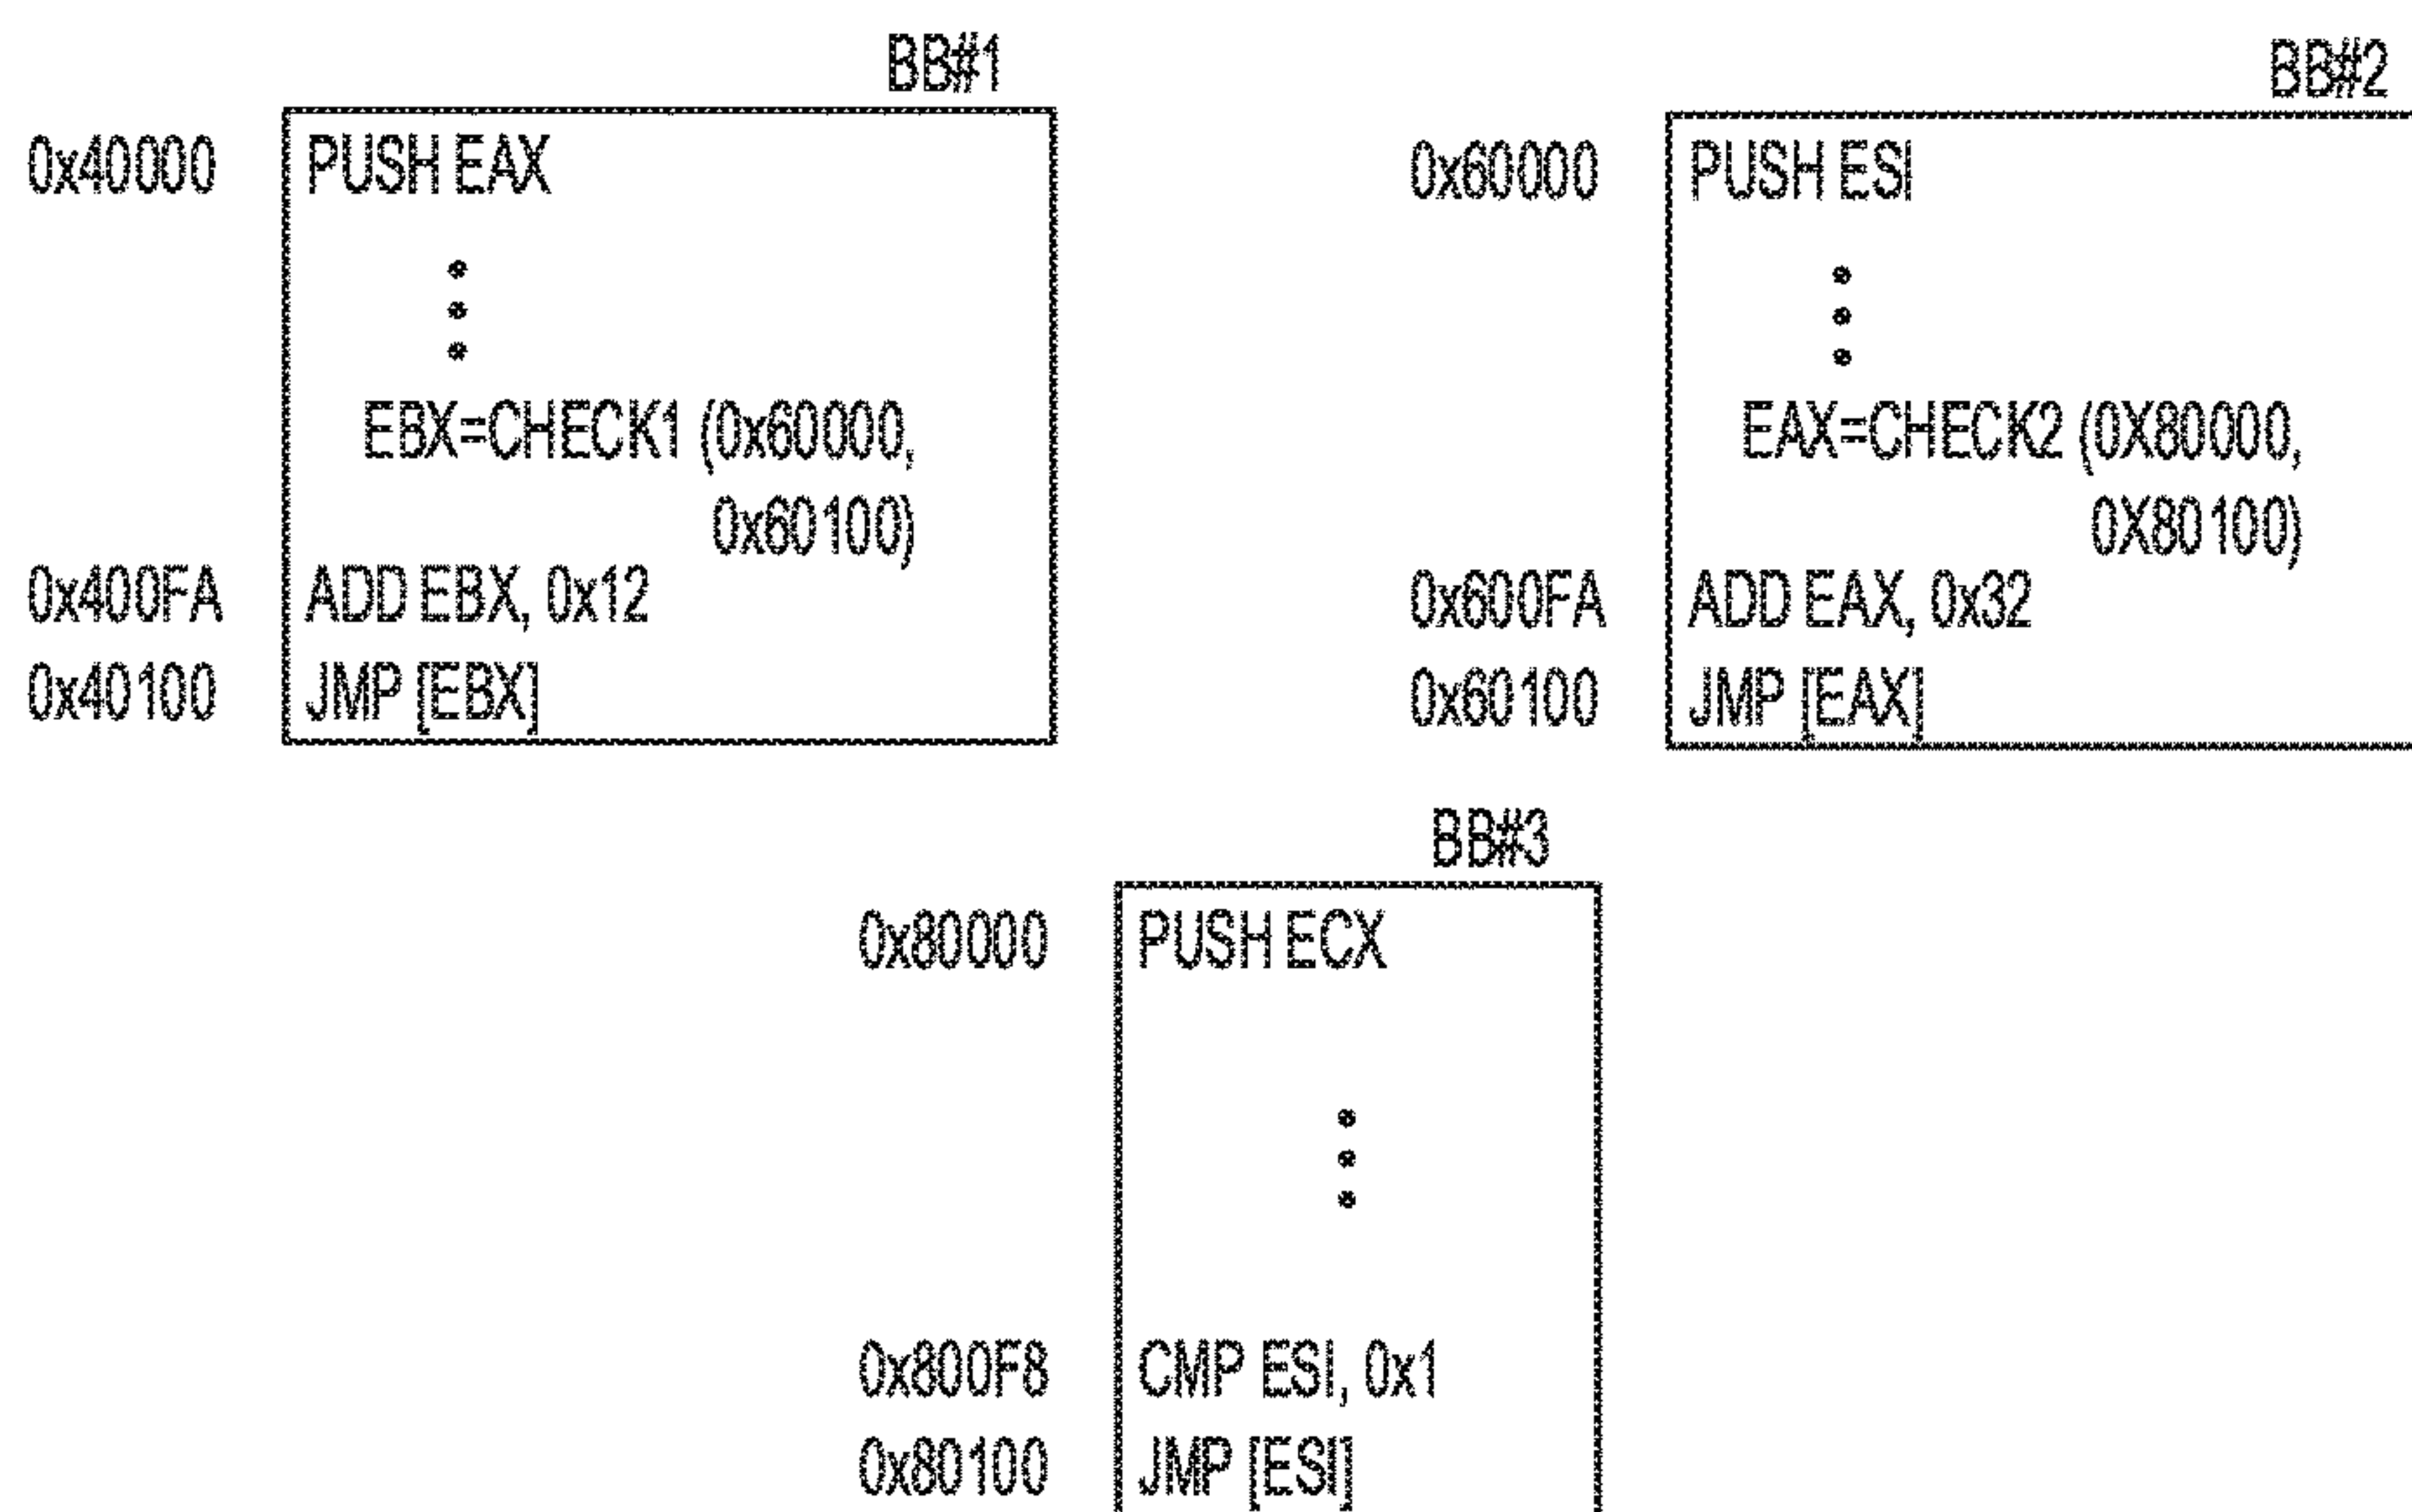 BB#1
0x40000 PUSH EAX
EBX=CHECK1 (0x60000,
0x60100)
0x400FA ADD EBX, 0x12
0x40100 JMP [EBX]
BB#2
0x60000 PUSH ESI
EAX=CHECK2 (0X80000,
0X80100)
0x600FA ADD EAX, 0x32
0x60100 JMP [EAX]
BB#3
0x80000 PUSH ECX
0x800F8 CMP ESI, 0x1
0x80100 JMP [ESI]